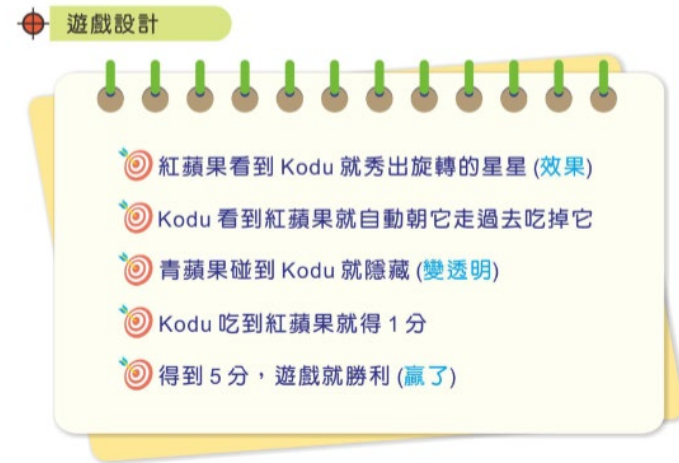 遊戲設計
紅蘋果看到 Kodu 就秀出旋轉的星星 (效果)
Kodu 看到紅蘋果就自動朝它走過去吃掉它
青蘋果碰到 Kodu 就隱藏 (變透明)
Kodu 吃到紅蘋果就得 1 分
得到 5 分，遊戲就勝利 (贏了)